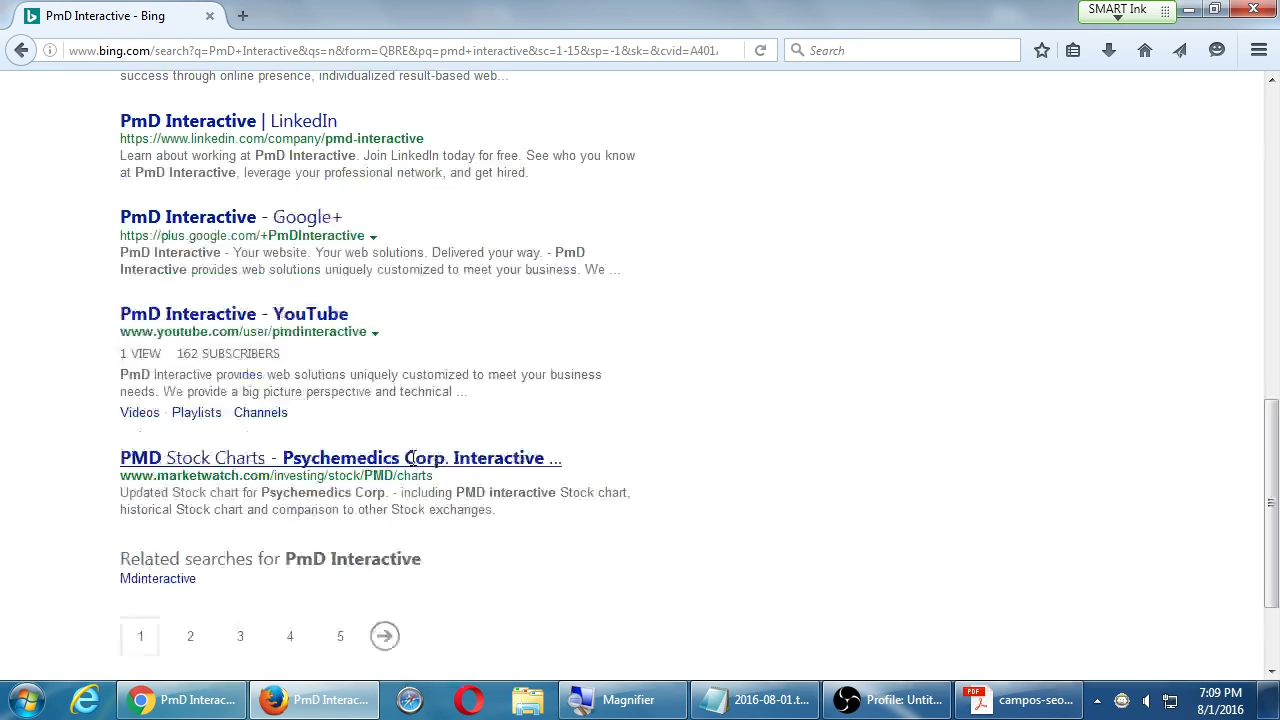 SMART Ink
PmD Interactive - Bing
www.bing.com/search?q=PmD+Interactive&qs=n&form=QBRE&pq=pmd+interactive&sc=1-15&sp=-1&sk=&cvid=A401A
Search
success through online presence, individualized result-based web...
PmD Interactive | LinkedIn
https://www.linkedin.com/company/pmd-interactive
Learn about working at PmD Interactive. Join LinkedIn today for free. See who you know
at PmD Interactive, leverage your professional network, and get hired.
PmD Interactive - Google+
https://plus.google.com/+PmDInteractive
PmD Interactive - Your website. Your web solutions. Delivered your way. - PmD
Interactive provides web solutions uniquely customized to meet your business. We ...
PmD Interactive - YouTube
www.youtube.com/user/pmdinteractive
1 VIEW 162 SUBSCRIBERS
PmD Interactive provides web solutions uniquely customized to meet your business
needs. We provide a big picture perspective and technical ...
Videos · Playlists Channels
PMD Stock Charts - Psychemedics Corp. Interactive ...
www.marketwatch.com/investing/stock/PMD/charts
Updated Stock chart for Psychemedics Corp. - including PMD interactive Stock chart,
historical Stock chart and comparison to other Stock exchanges.
Related searches for PmD Interactive
Mdinteractive
1 2 3 4 5
PmD Interac... PmD Interac... Magnifier 2016-08-01.t... Profile: Untit... PDF campos-seo... 7:09 PM
8/1/2016